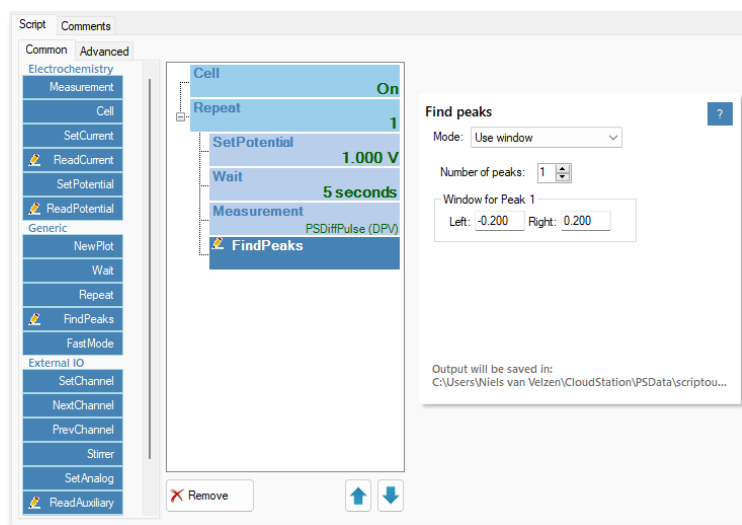 Script Comments
Common Advanced
Electrochemistry
Measurement
Cell
SetCurrent
ReadCurrent
SetPotential
ReadPotential
Generic
NewPlot
Wait
Repeat
FindPeaks
FastMode
External IO
SetChannel
NextChannel
PrevChannel
Stirrer
SetAnalog
ReadAuxiliary
Cell
On
Repeat
1
SetPotential
1.000 V
Wait
5 seconds
Measurement
PSDiffPulse (DPV)
FindPeaks
Remove
Find peaks ?
Mode: Use window
Number of peaks: 1
Window for Peak 1
Left: -0.200 Right: 0.200
Output will be saved in:
C:\Users\Niels van Velzen\CloudStation\PSData\scriptou...